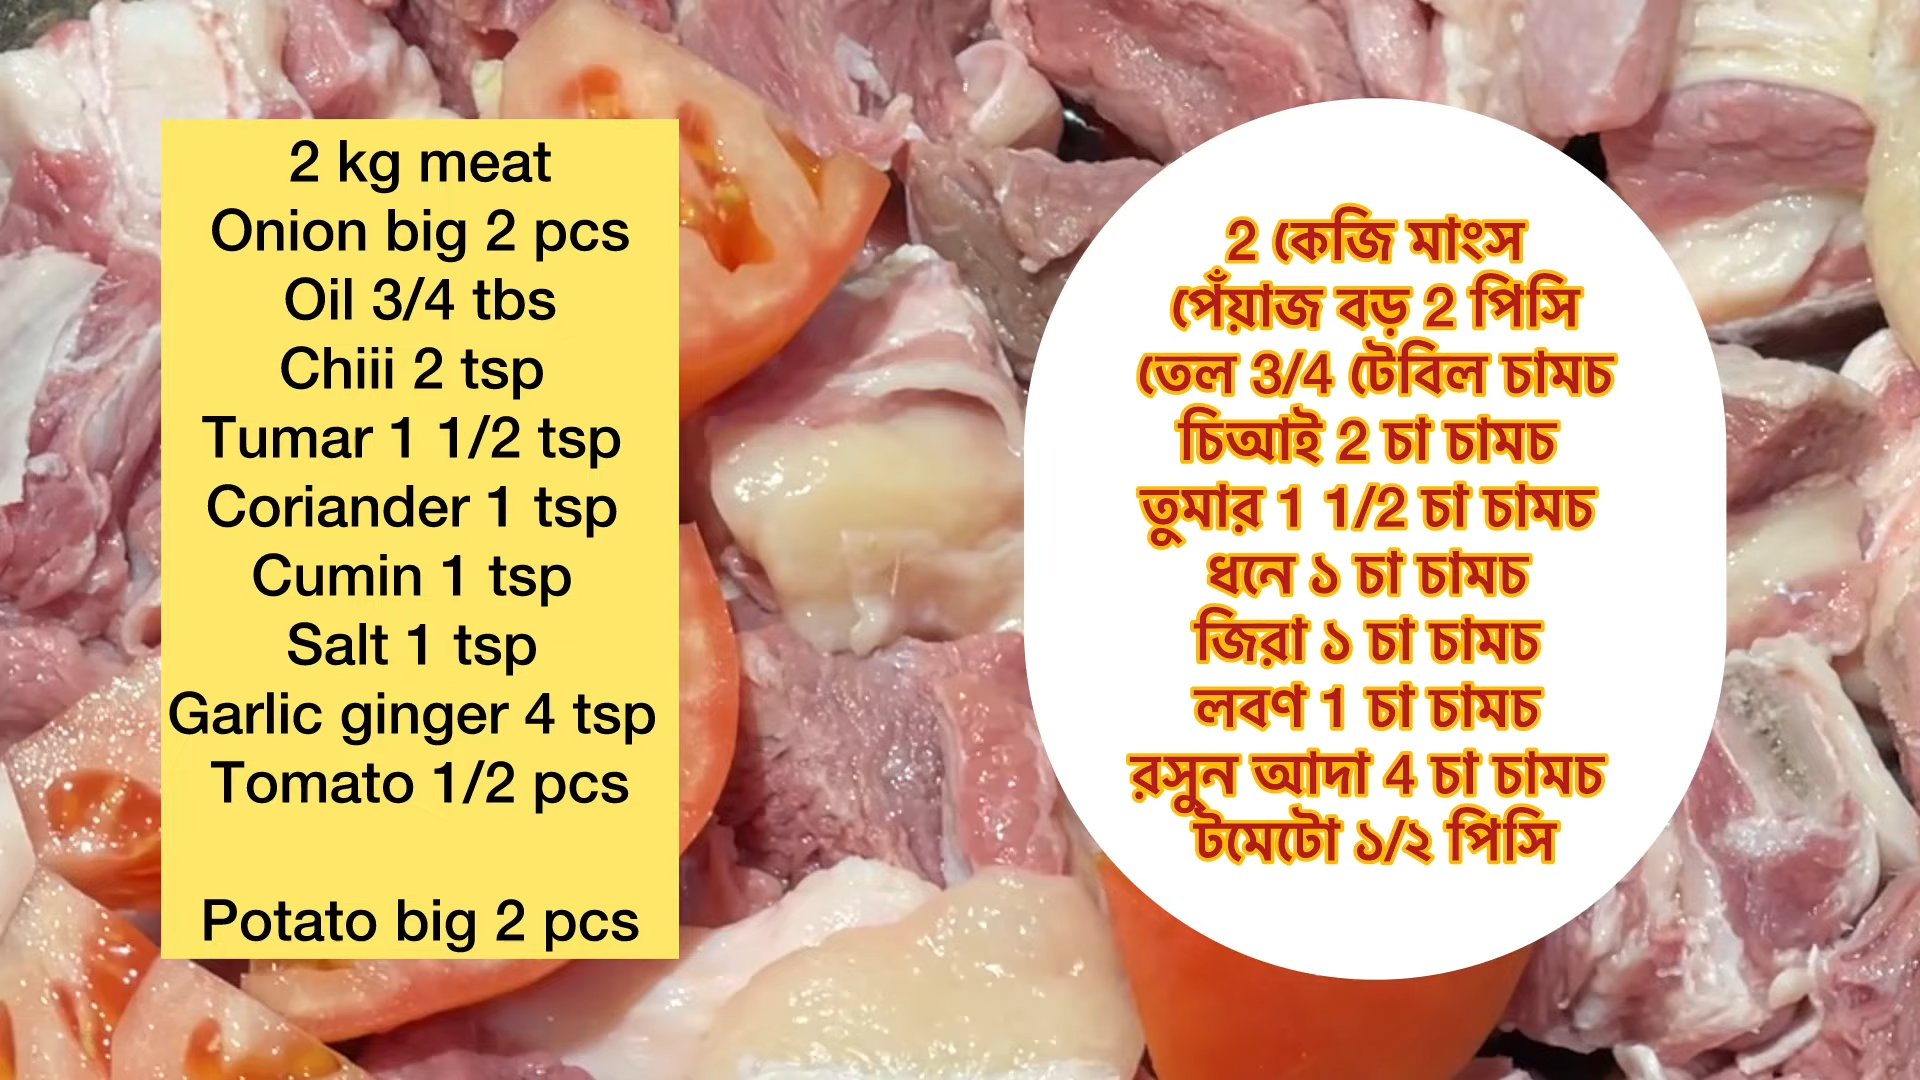 2 kg meat
Onion big 2 pcs
Oil 3/4 tbs
Chiii 2 tsp
Tumar 1 1/2 tsp
Coriander 1 tsp
Cumin 1 tsp
Salt 1 tsp
Garlic ginger 4 tsp
Tomato 1/2 pcs
Potato big 2 pcs
2 কেজি মাংস
পেঁয়াজ বড় 2 পিসি
তেল 3/4 টেবিল চামচ
চিআই 2 চা চামচ
তুমার 1 1/2 চা চামচ
ধনে ১ চা চামচ
জিরা ১ চা চামচ
লবণ 1 চা চামচ
রসুন আদা 4 চা চামচ
টমেটো ১/২ পিসি